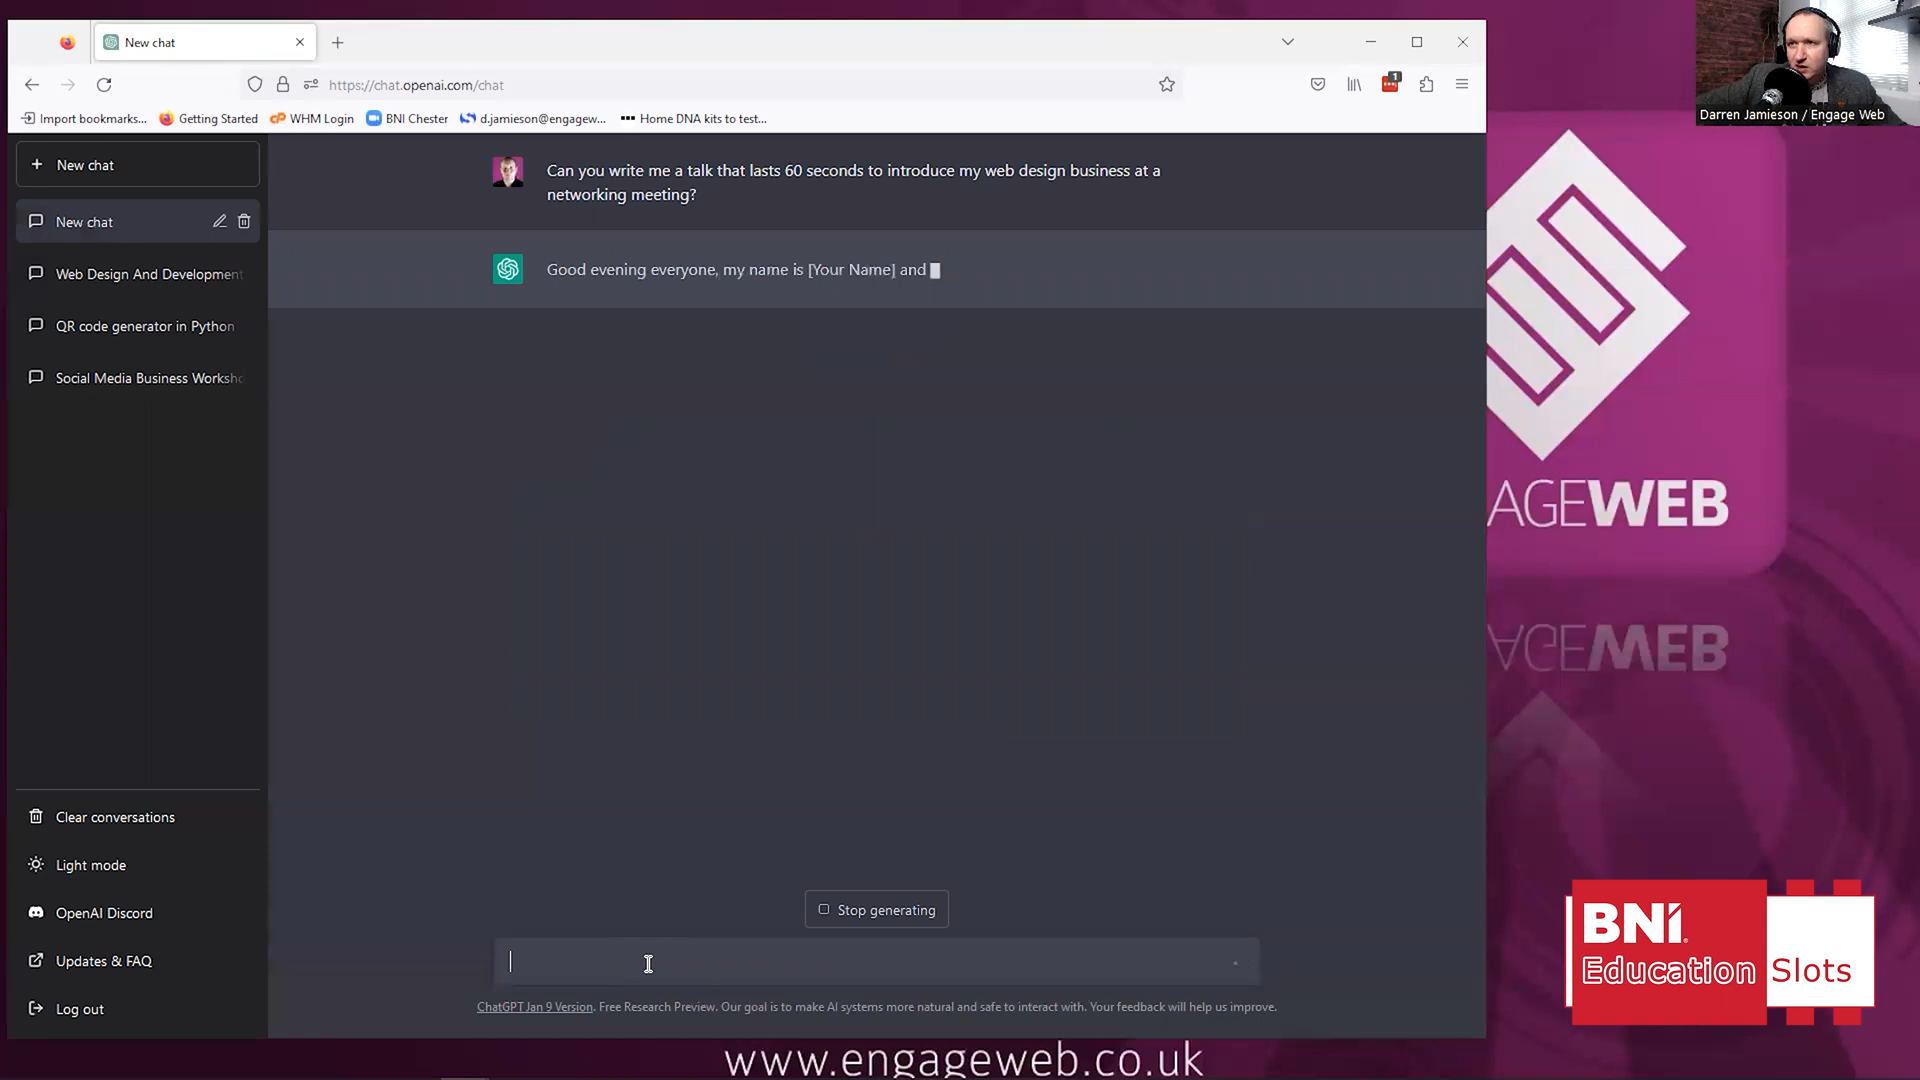 New chat
https://chat.openai.com/chat
1
Import bookmarks...
Getting Started
WHM Login
BNI Chester
d.jamieson@engagew...
Home DNA kits to test...
Darren Jamieson / Engage Web
New chat
New chat
Web Design And Development
QR code generator in Python
Social Media Business Worksho
Can you write me a talk that lasts 60 seconds to introduce my web design business at a
networking meeting?
Good evening everyone, my name is [Your Name] and
AGEWEB
AGEWEB
Clear conversations
Light mode
OpenAI Discord
Updates & FAQ
Log out
Stop generating
ChatGPT Jan 9 Version. Free Research Preview. Our goal is to make AI systems more natural and safe to interact with. Your feedback will help us improve.
BNI®
Education Slots
www.engageweb.co.uk